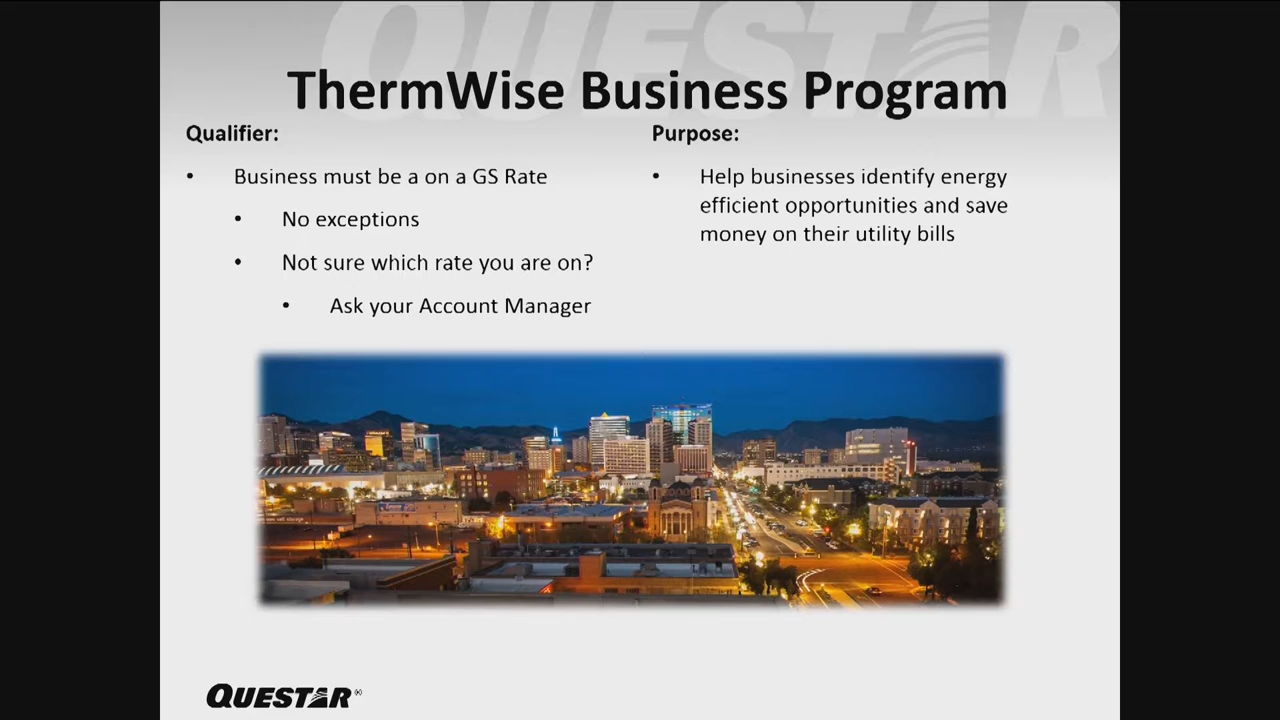 QUESTAR
ThermWise Business Program
Qualifier:
• Business must be a on a GS Rate
• No exceptions
• Not sure which rate you are on?
• Ask your Account Manager
Purpose:
• Help businesses identify energy
efficient opportunities and save
money on their utility bills
QUESTAR